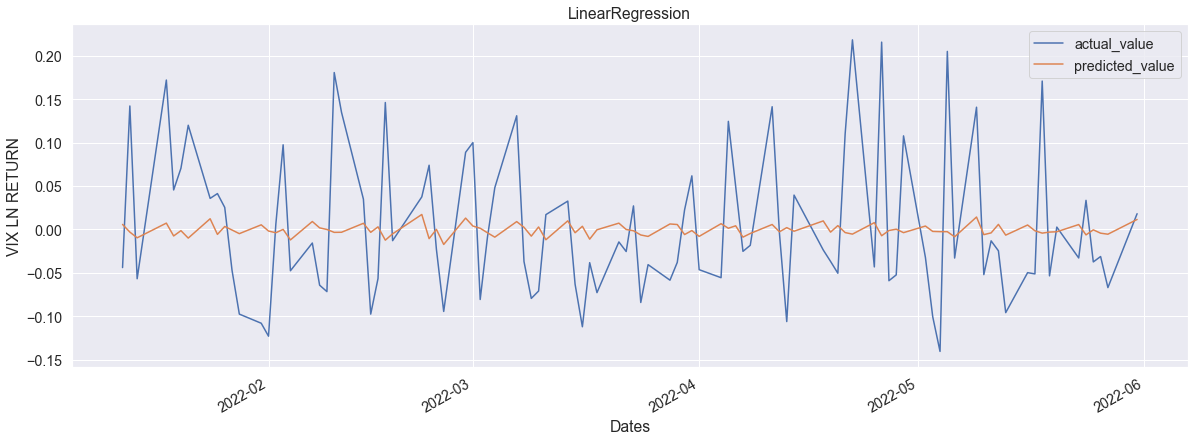 LinearRegression
actual_value
predicted_value
VIX LN RETURN
0.20
0.15
0.10
0.05
0.00
−0.05
−0.10
−0.15
2022-02
2022-03
2022-04
2022-05
2022-06
Dates